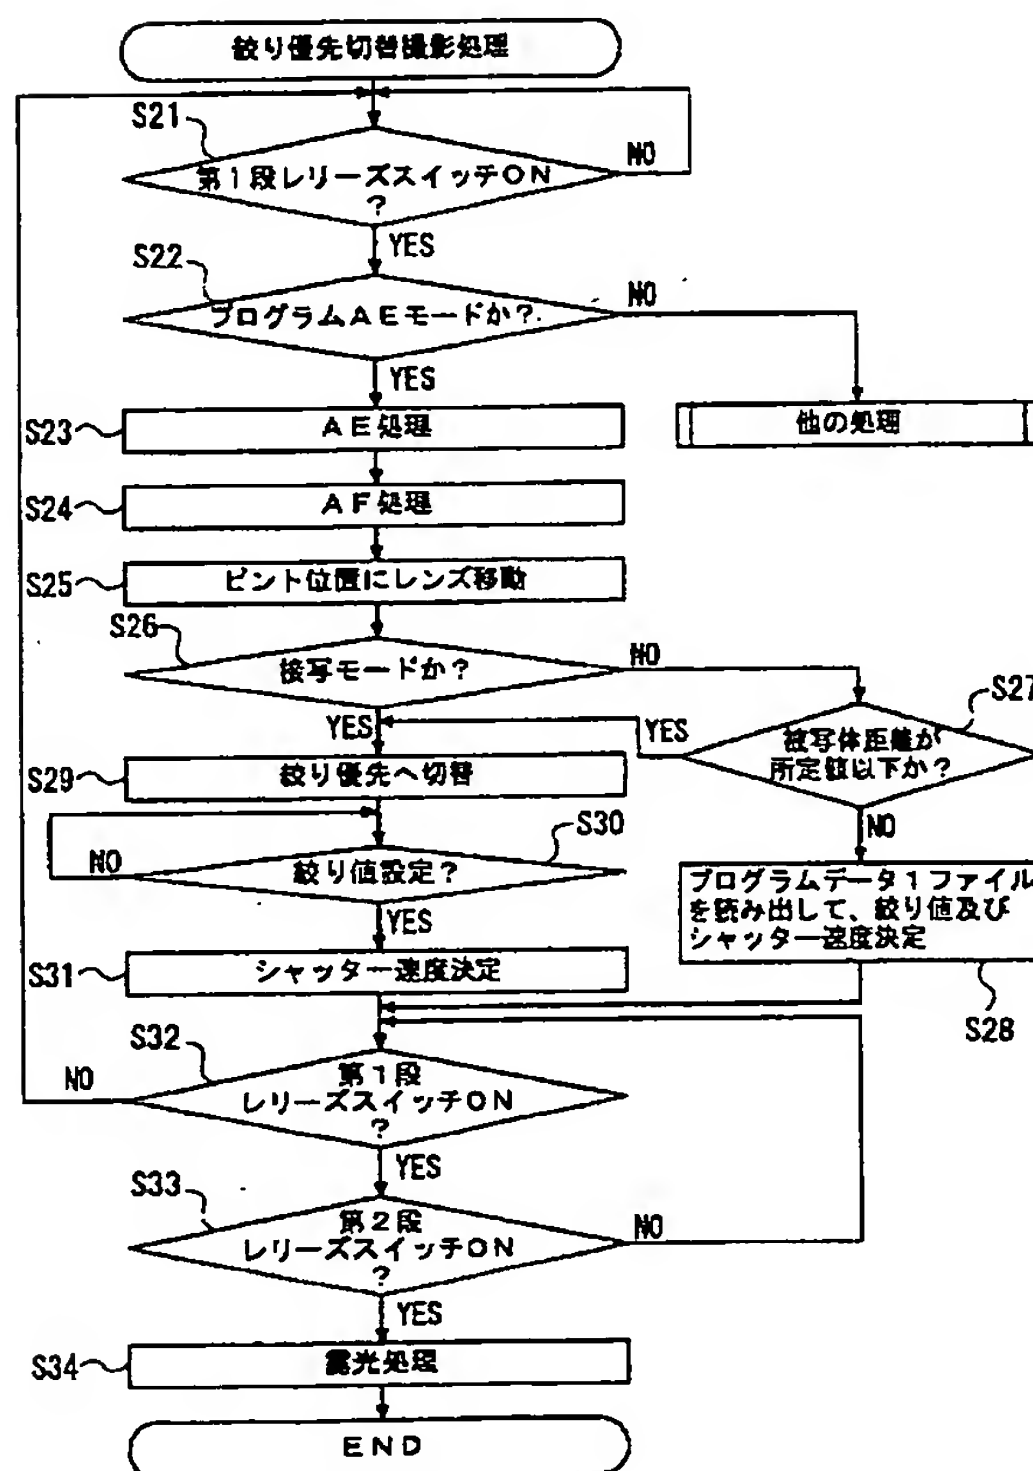 絞り優先切替撮影処理
S21
第1段レリーズスイッチON
?
NO
YES
S22
プログラムAEモードか?
NO
YES
S23
AE処理
他の処理
S24
AF処理
S25
ピント位置にレンズ移動
S26
接写モードか?
NO
S27
YES
YES
被写体距離が
所定値以下か?
S29
絞り優先へ切替
S30
NO
NO
絞り値設定?
プログラムデータ1ファイル
を読み出して、絞り値及び
シャッター速度決定
YES
S31
シャッター速度決定
S28
S32
NO
第1段
レリーズスイッチON
?
YES
S33
第2段
レリーズスイッチON
?
NO
YES
S34
露光処理
END